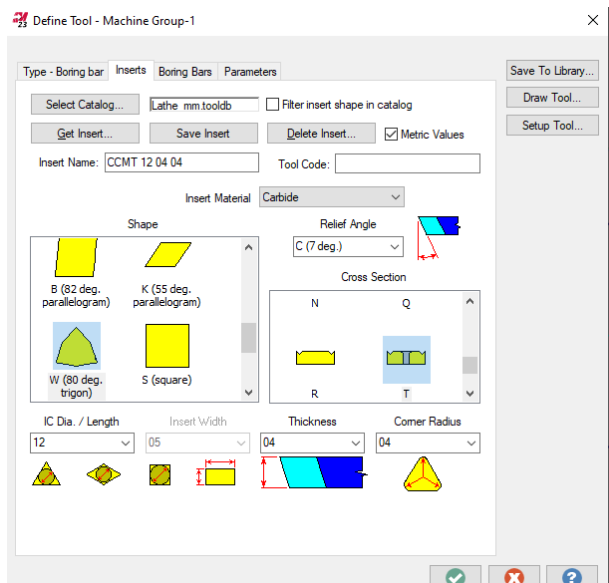 23
Define Tool - Machine Group-1
Type - Boring bar Inserts Boring Bars Parameters
Save To Library...
Select Catalog... Lathe mm.tooldb Filter insert shape in catalog
Draw Tool...
Get Insert... Save Insert Delete Insert... Metric Values
Setup Tool...
Insert Name: CCMT 12 04 04 Tool Code:
Insert Material Carbide
Shape Relief Angle
C (7 deg.)
B (82 deg. parallelogram)
K (55 deg. parallelogram)
Cross Section
N Q
W (80 deg. trigon)
S (square)
R T
IC Dia. / Length Insert Width Thickness Corner Radius
12 05 04 04
?